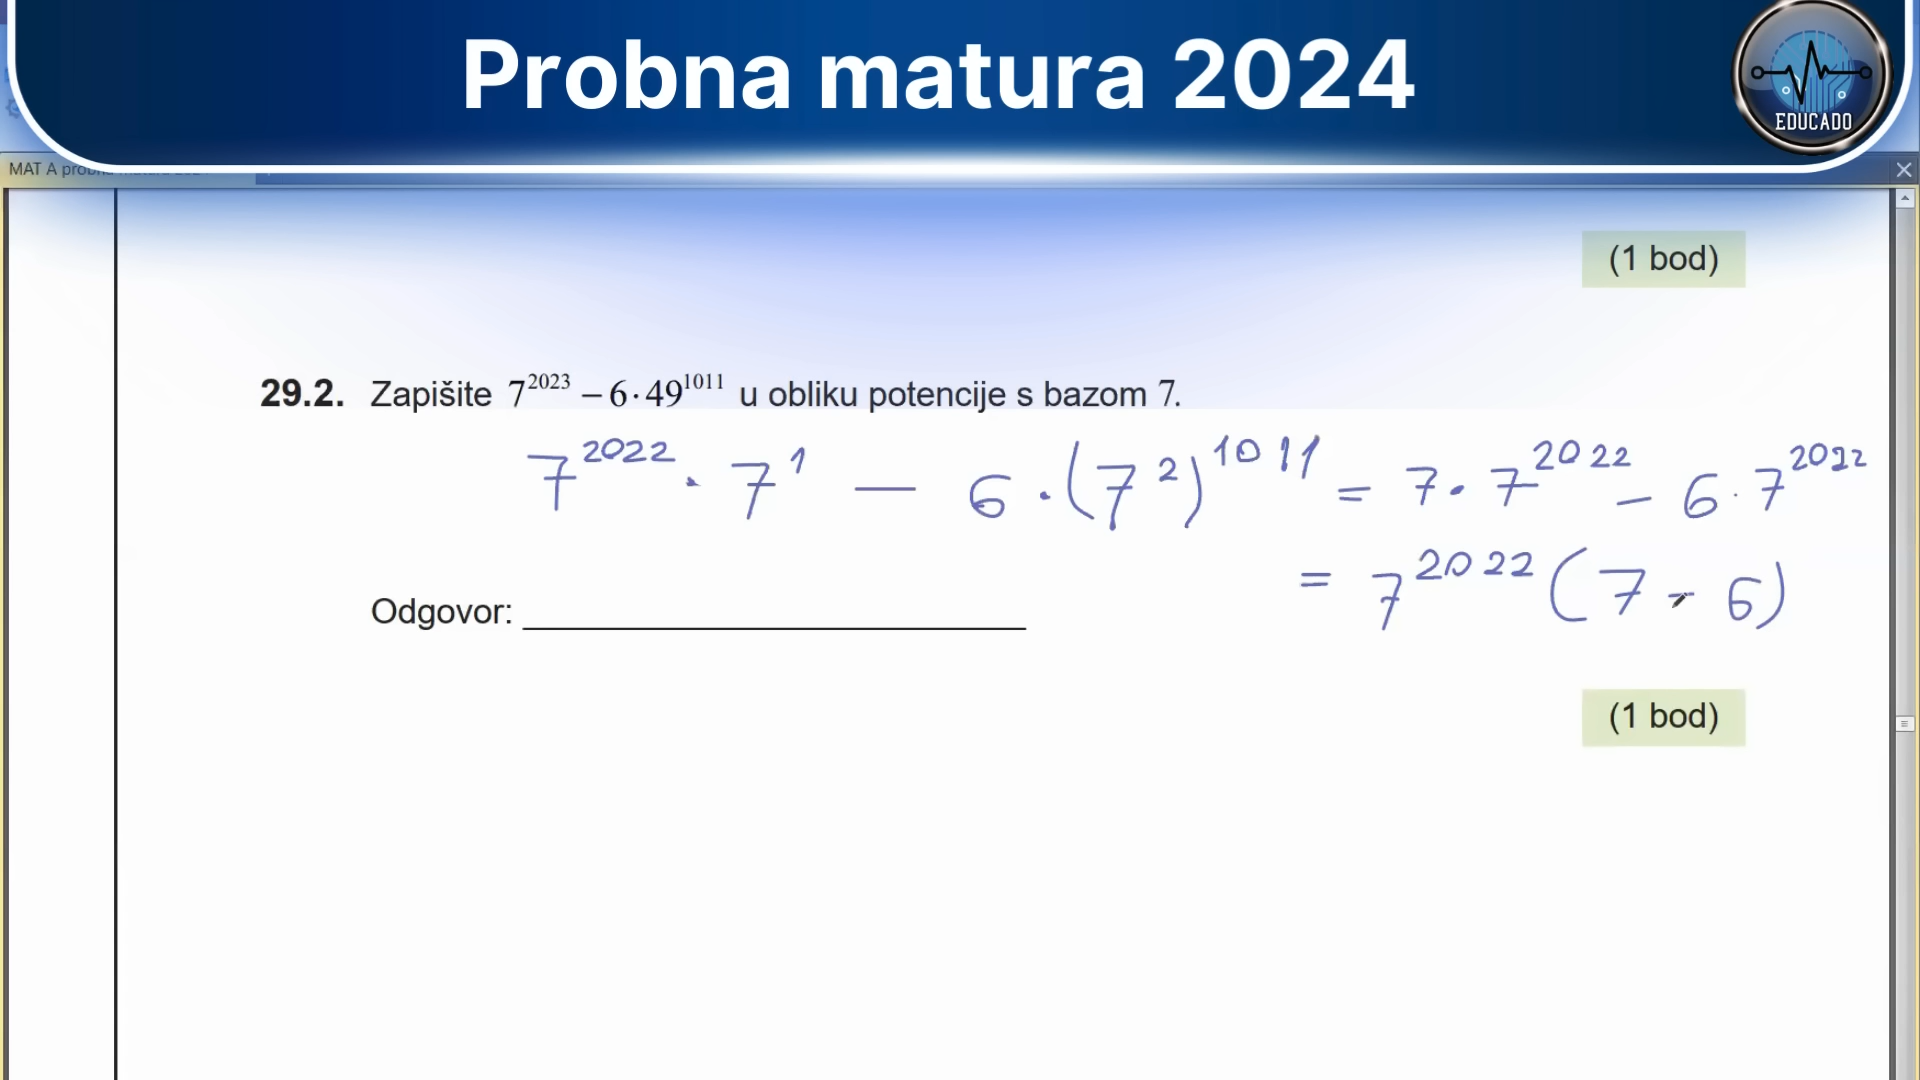 Probna matura 2024
EDUCADO
MAT A
(1 bod)
29.2. Zapišite 7^2023 – 6·49^1011 u obliku potencije s bazom 7.
7^2022 · 7^1 — 6 · (7^2)^1011 = 7 · 7^2022 – 6 · 7^2022
= 7^2022 (7 – 6)
Odgovor: __________________________
(1 bod)